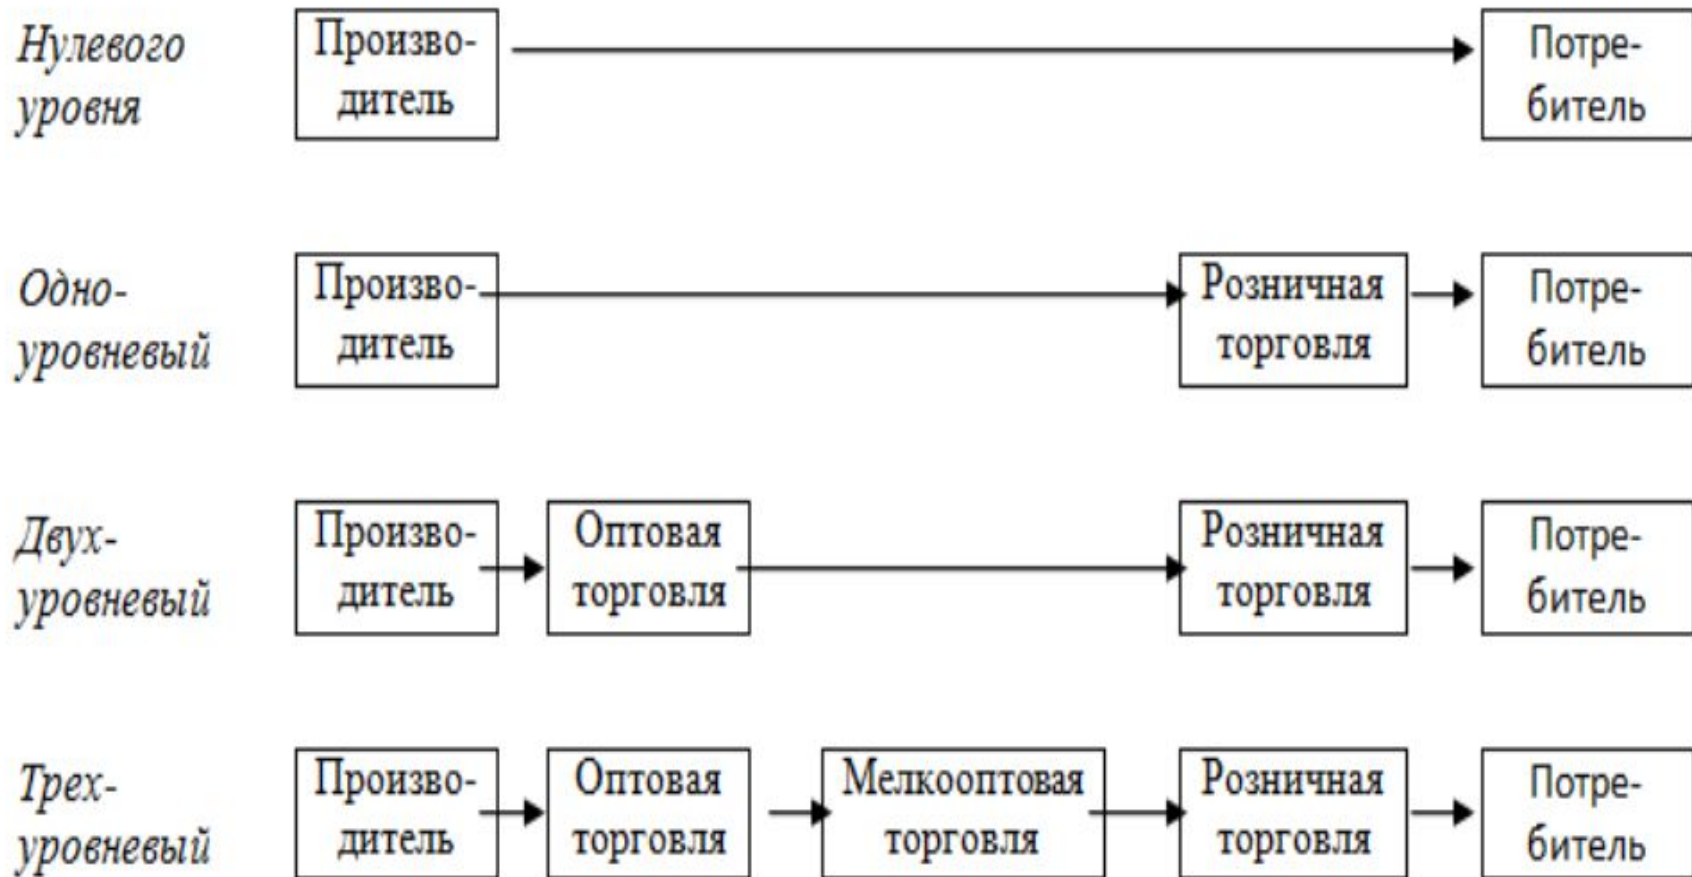 Нулевого
уровня
Произво-
дитель
Потре-
битель
Одно-
уровневый
Произво-
дитель
Розничная
торговля
Потре-
битель
Двух-
уровневый
Произво-
дитель
Оптовая
торговля
Розничная
торговля
Потре-
битель
Трех-
уровневый
Произво-
дитель
Оптовая
торговля
Мелкооптовая
торговля
Розничная
торговля
Потре-
битель